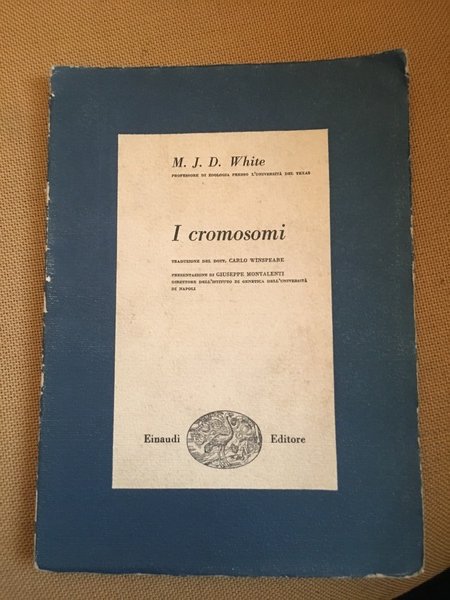 M. J. D. White
PROFESSORE DI ZOOLOGIA PRESSO L'UNIVERSITÀ DEL TEXAS
I cromosomi
TRADUZIONE DEL DOTT. CARLO WINSPEARE
PRESENTAZIONE DI GIUSEPPE MONTALENTI
DIRETTORE DELL'ISTITUTO DI GENETICA DELL'UNIVERSITÀ
DI NAPOLI
Einaudi Editore